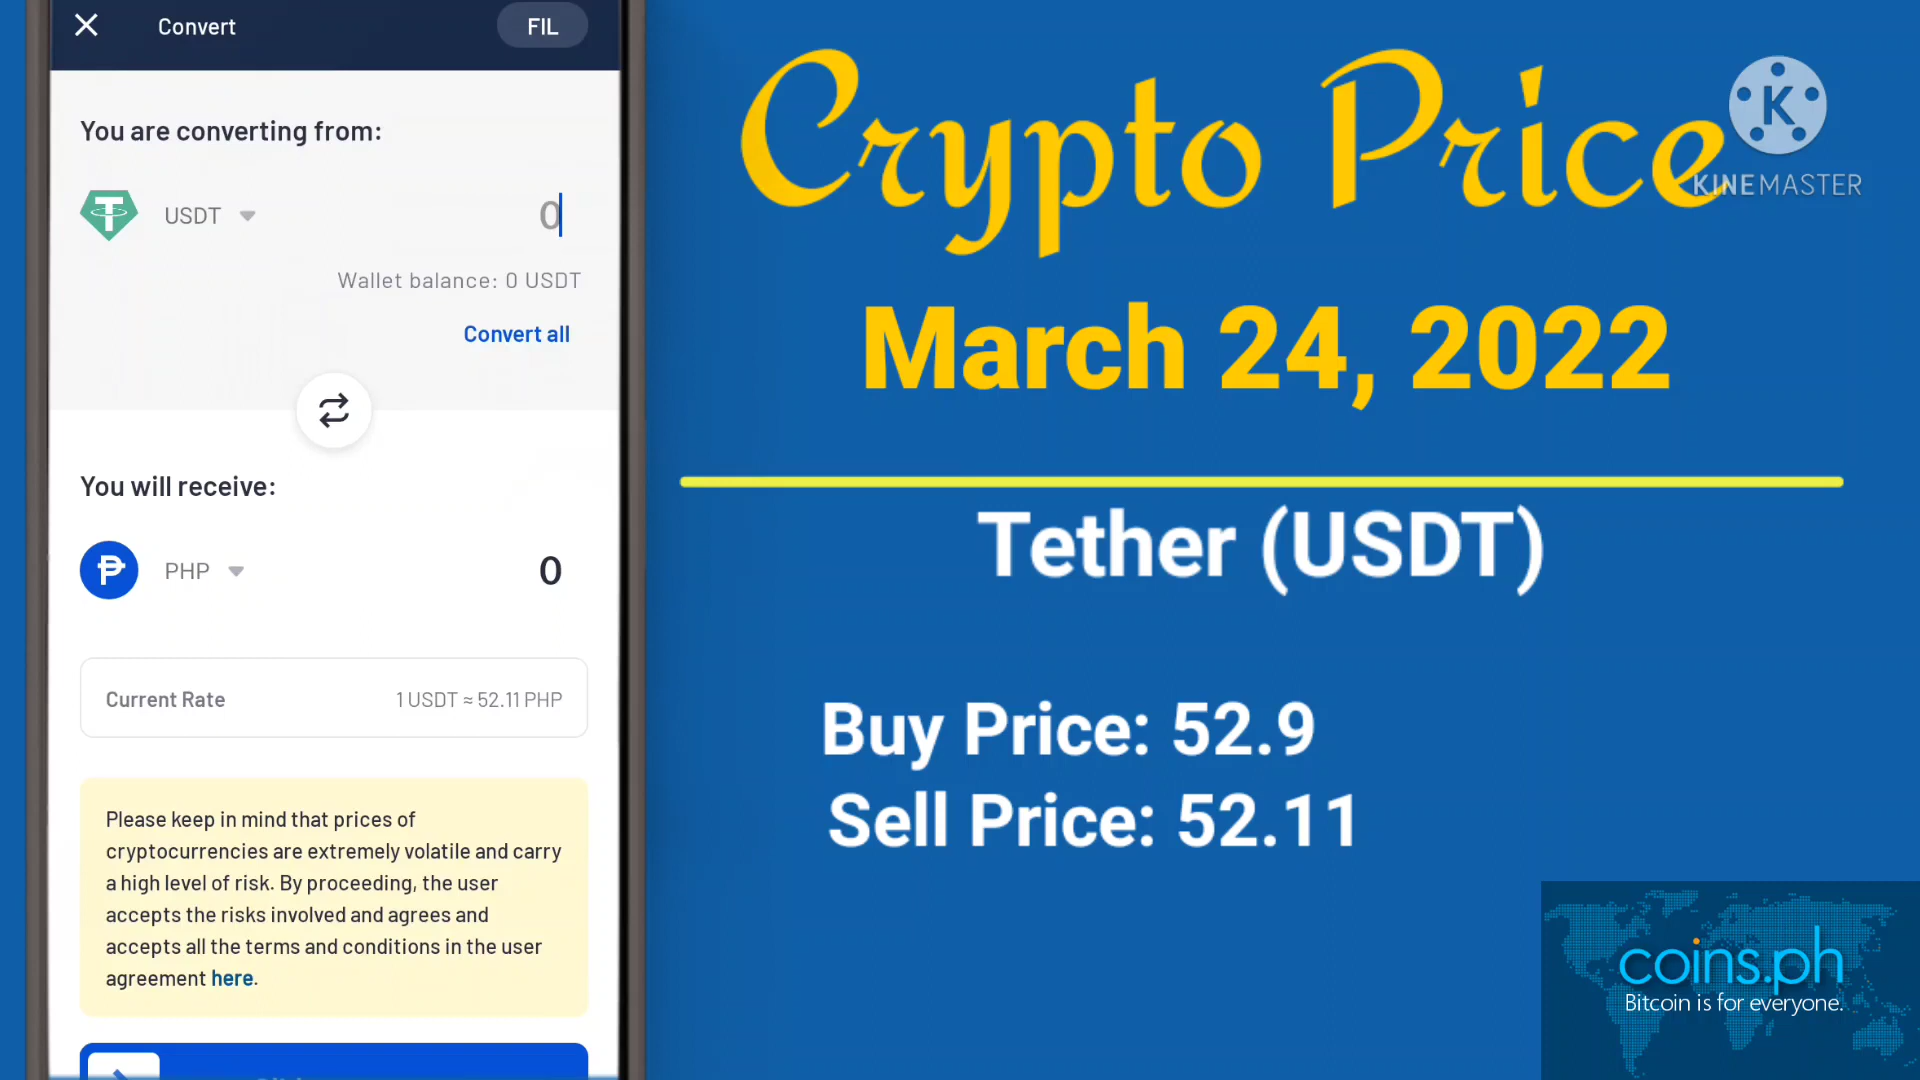 Convert
FIL
You are converting from:
USDT
0
Wallet balance: 0 USDT
Convert all
You will receive:
PHP
0
Current Rate
1 USDT ≈ 52.11 PHP
Please keep in mind that prices of
cryptocurrencies are extremely volatile and carry
a high level of risk. By proceeding, the user
accepts the risks involved and agrees and
accepts all the terms and conditions in the user
agreement here.
Crypto Price
KINEMASTER
March 24, 2022
Tether (USDT)
Buy Price: 52.9
Sell Price: 52.11
coins.ph
Bitcoin is for everyone.